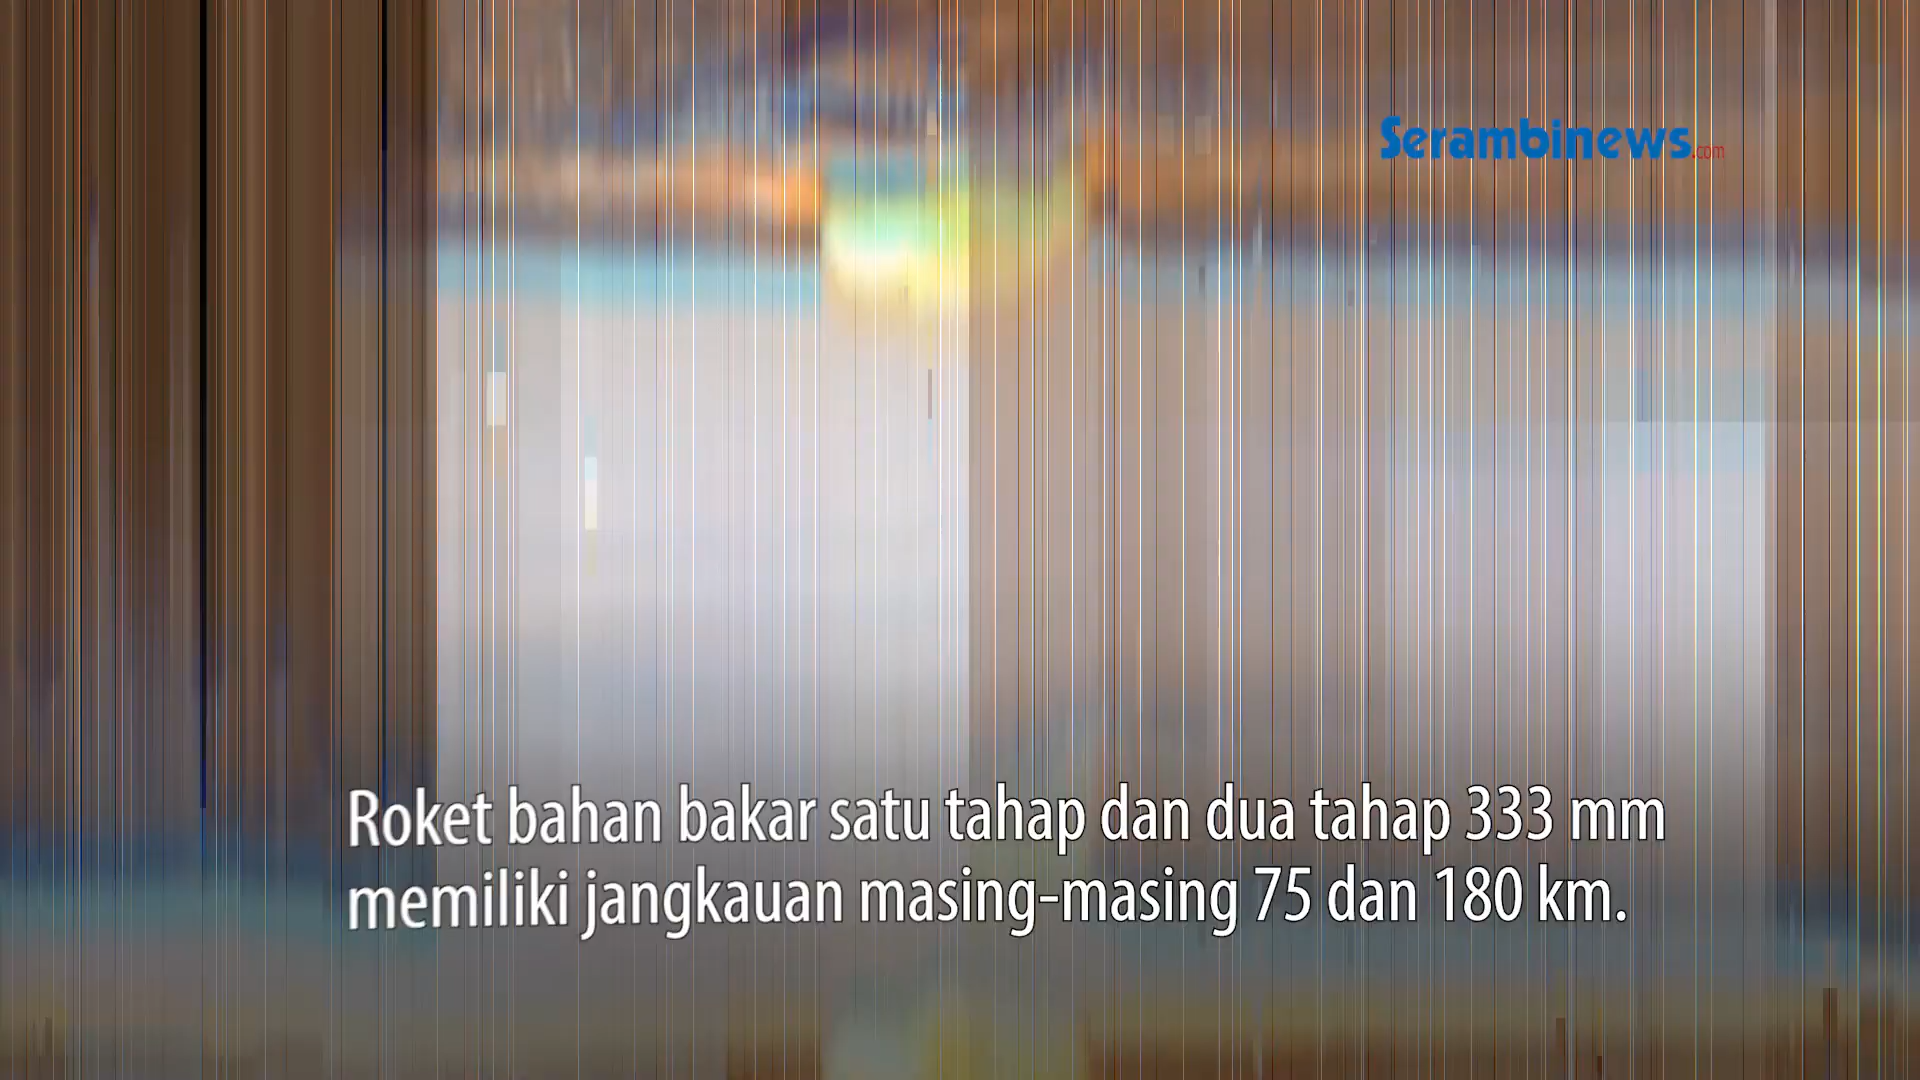 Serambinews.com
Roket bahan bakar satu tahap dan dua tahap 333 mm
memiliki jangkauan masing-masing 75 dan 180 km.